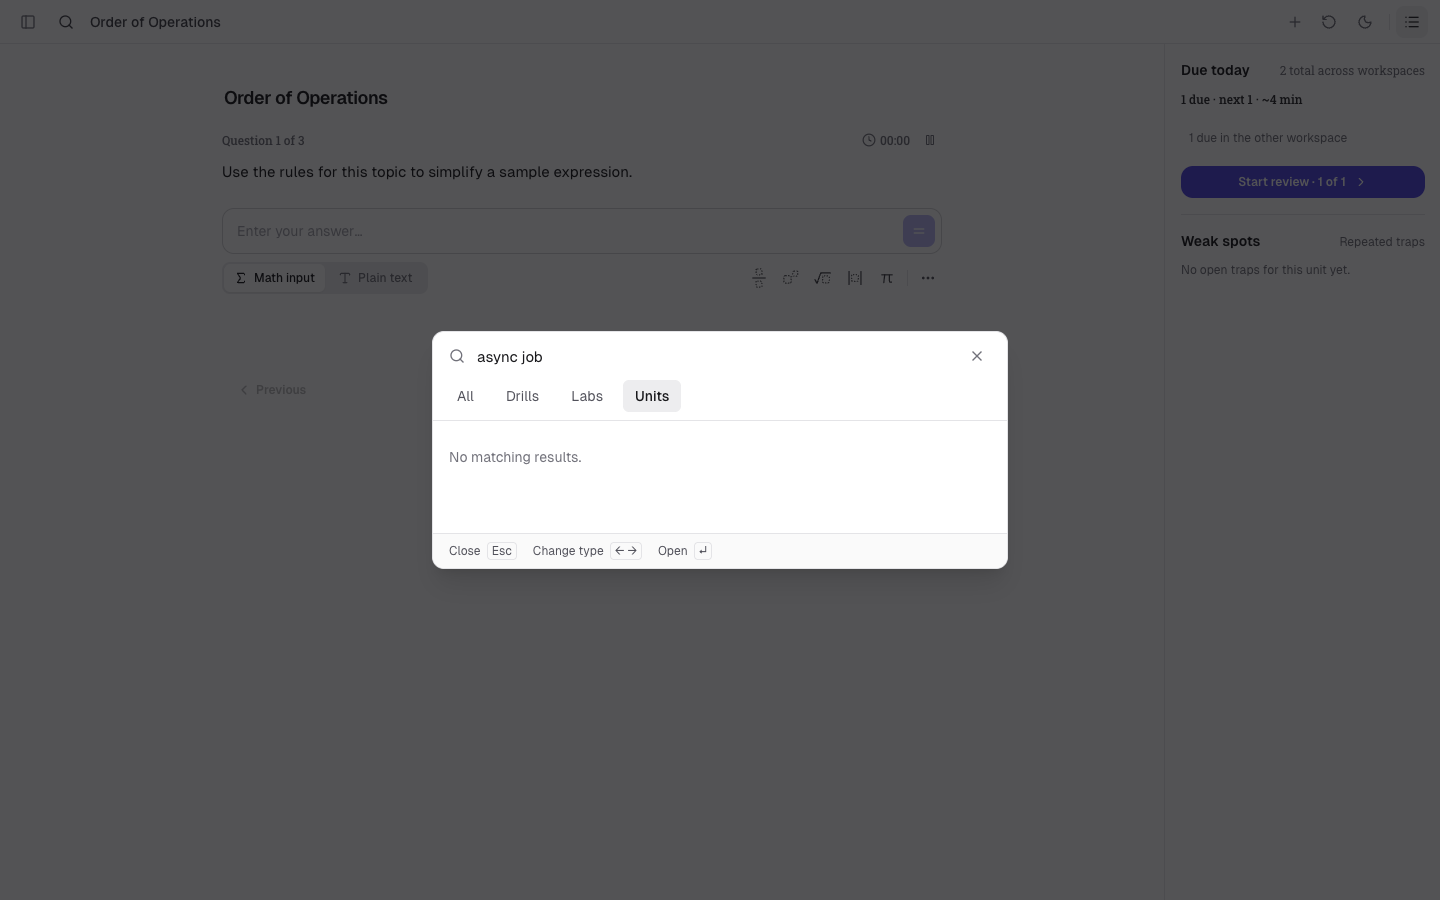 Order of Operations
Order of Operations
Question 1 of 3
00:00
Use the rules for this topic to simplify a sample expression.
Enter your answer...
Math input
Plain text
π
Previous
Due today
2 total across workspaces
1 due · next 1 · ~4 min
1 due in the other workspace
Start review · 1 of 1
Weak spots
Repeated traps
No open traps for this unit yet.
async job
All
Drills
Labs
Units
No matching results.
Close Esc
Change type ← →
Open ↵